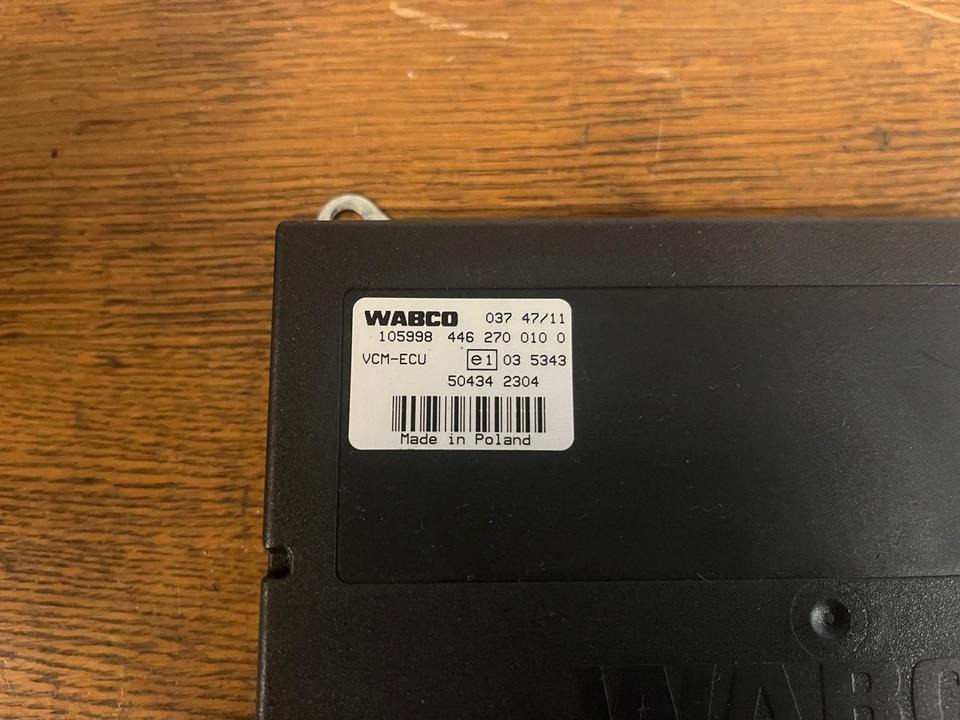 WABCO 037 47/11
105998 446 270 010 0
VCM-ECU e1 03 5343
50434 2304
Made in Poland
WABC